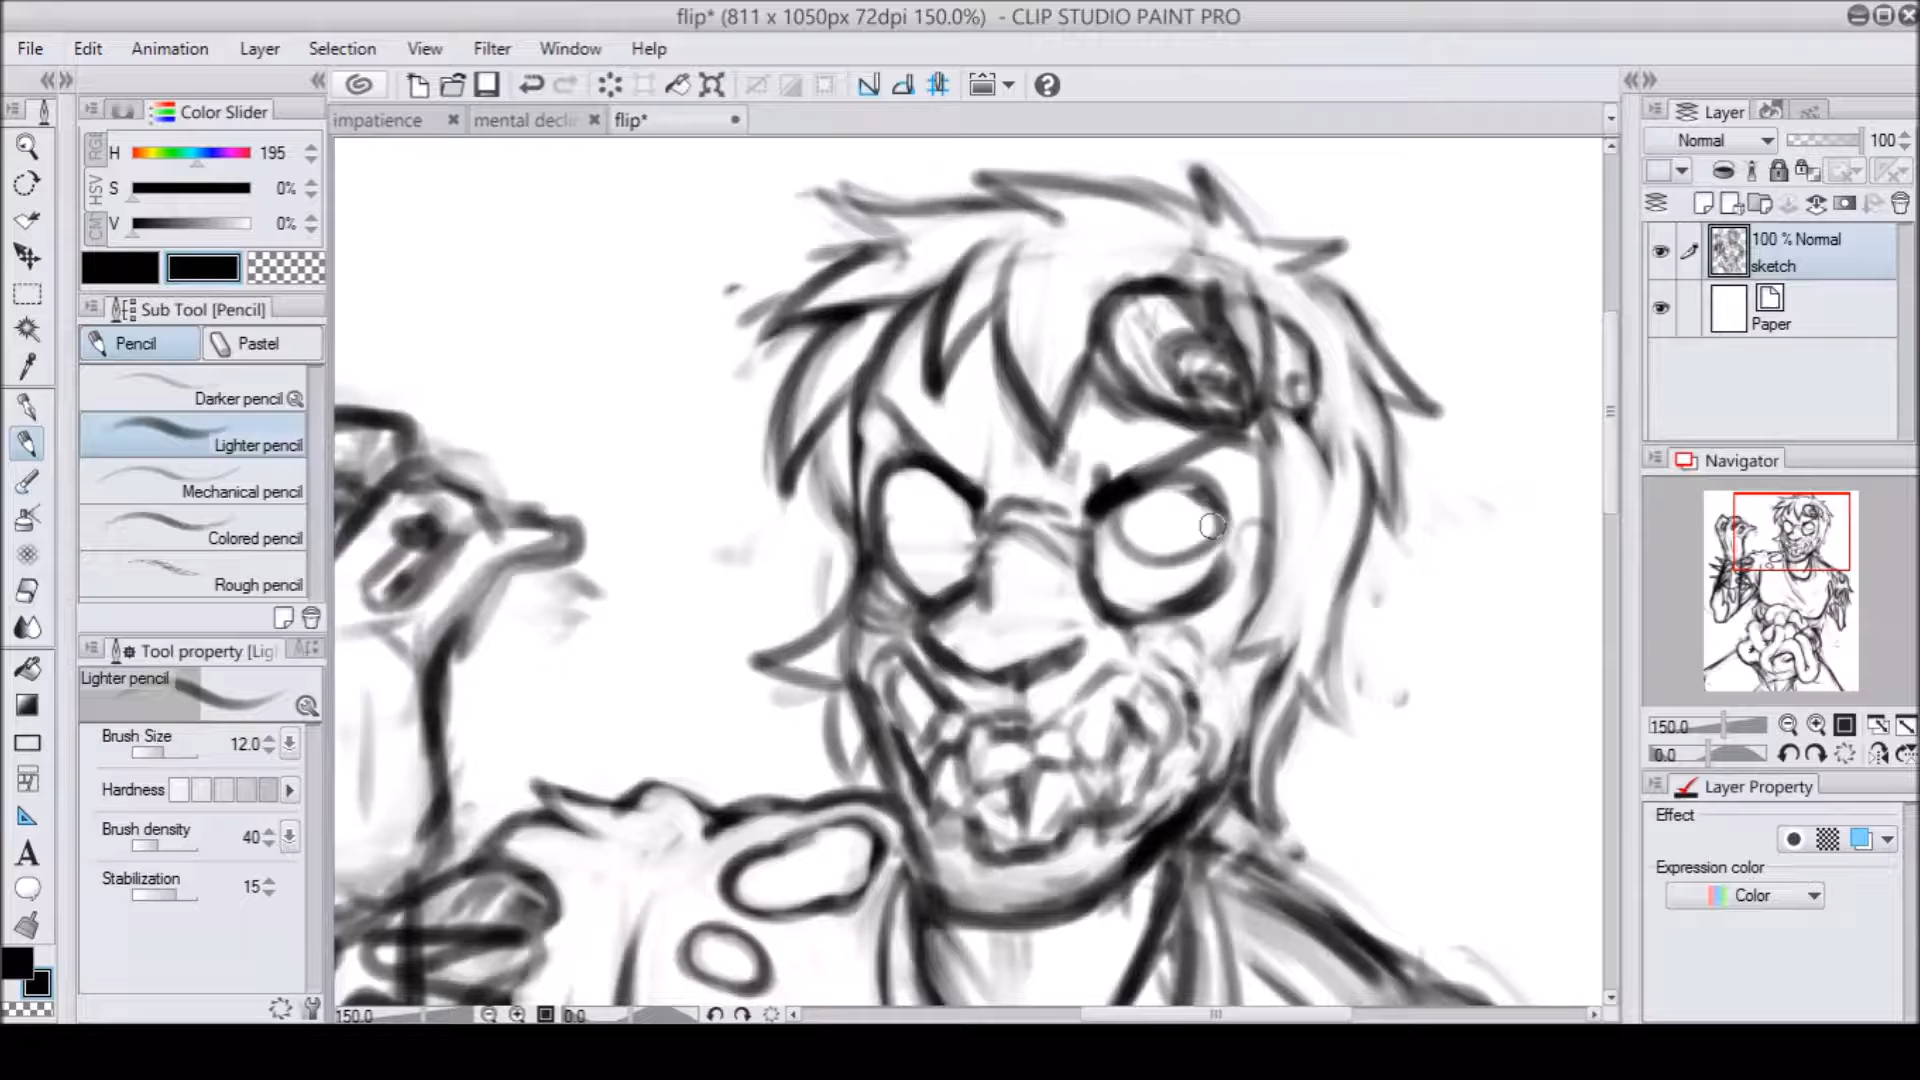 flip* (811 x 1050px 72dpi 150.0%) - CLIP STUDIO PAINT PRO
File Edit Animation Layer Selection View Filter Window Help
Color Slider
impatience
flip*
Layer
RGB
H 195
Normal 100
HSV
S 0%
V 0%
100 % Normal
sketch
Sub Tool [Pencil]
Paper
Pencil Pastel
Darker pencil
Lighter pencil
Navigator
Mechanical pencil
Colored pencil
Rough pencil
Tool property [Lig
Lighter pencil
150.0
Brush Size 12.0
0.0
Hardness
Layer Property
Effect
Brush density 40
Expression color
Stabilization 15
Color
150.0 0.0